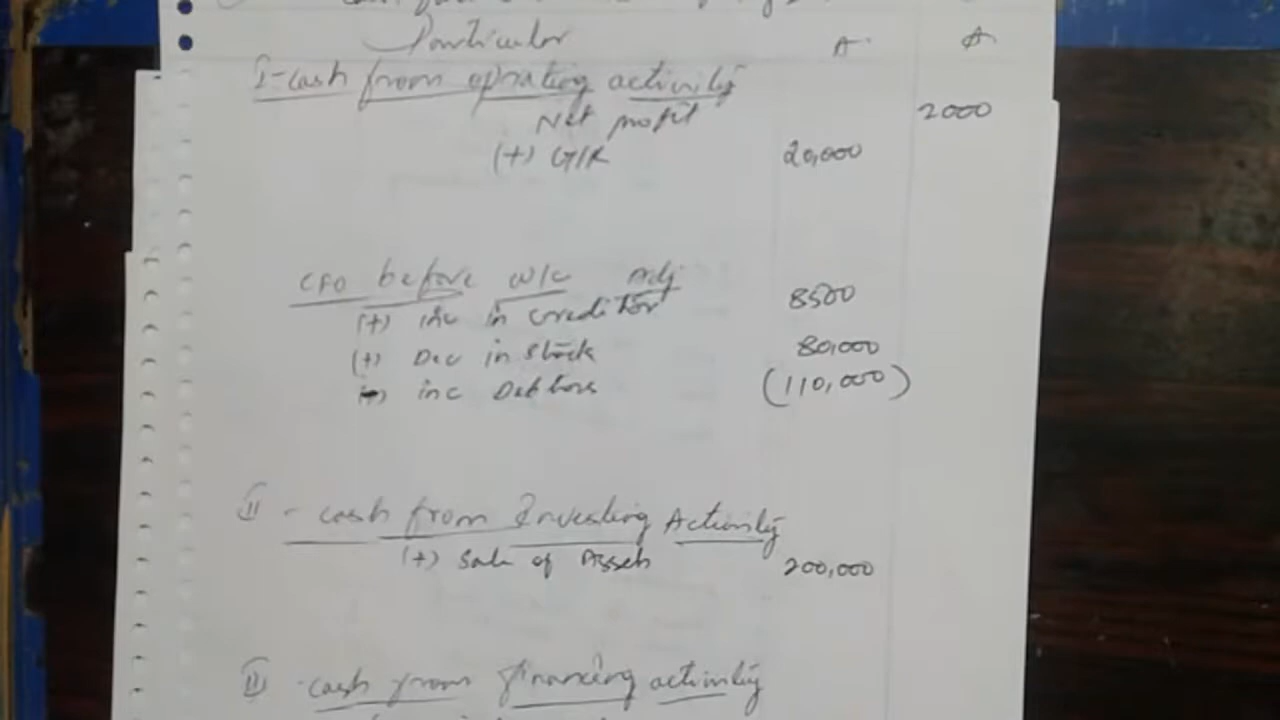 Particular
I - cash from oprating activity
Net profit 2000
(+) G/R 20,000
CFO before W/C adj
(+) inc in creditor 8500
(+) Dec in Stock 80,000
(-) inc Debtors (110,000)
II - cash from Investing Activity
(+) Sale of Assets 200,000
III cash from financing activity